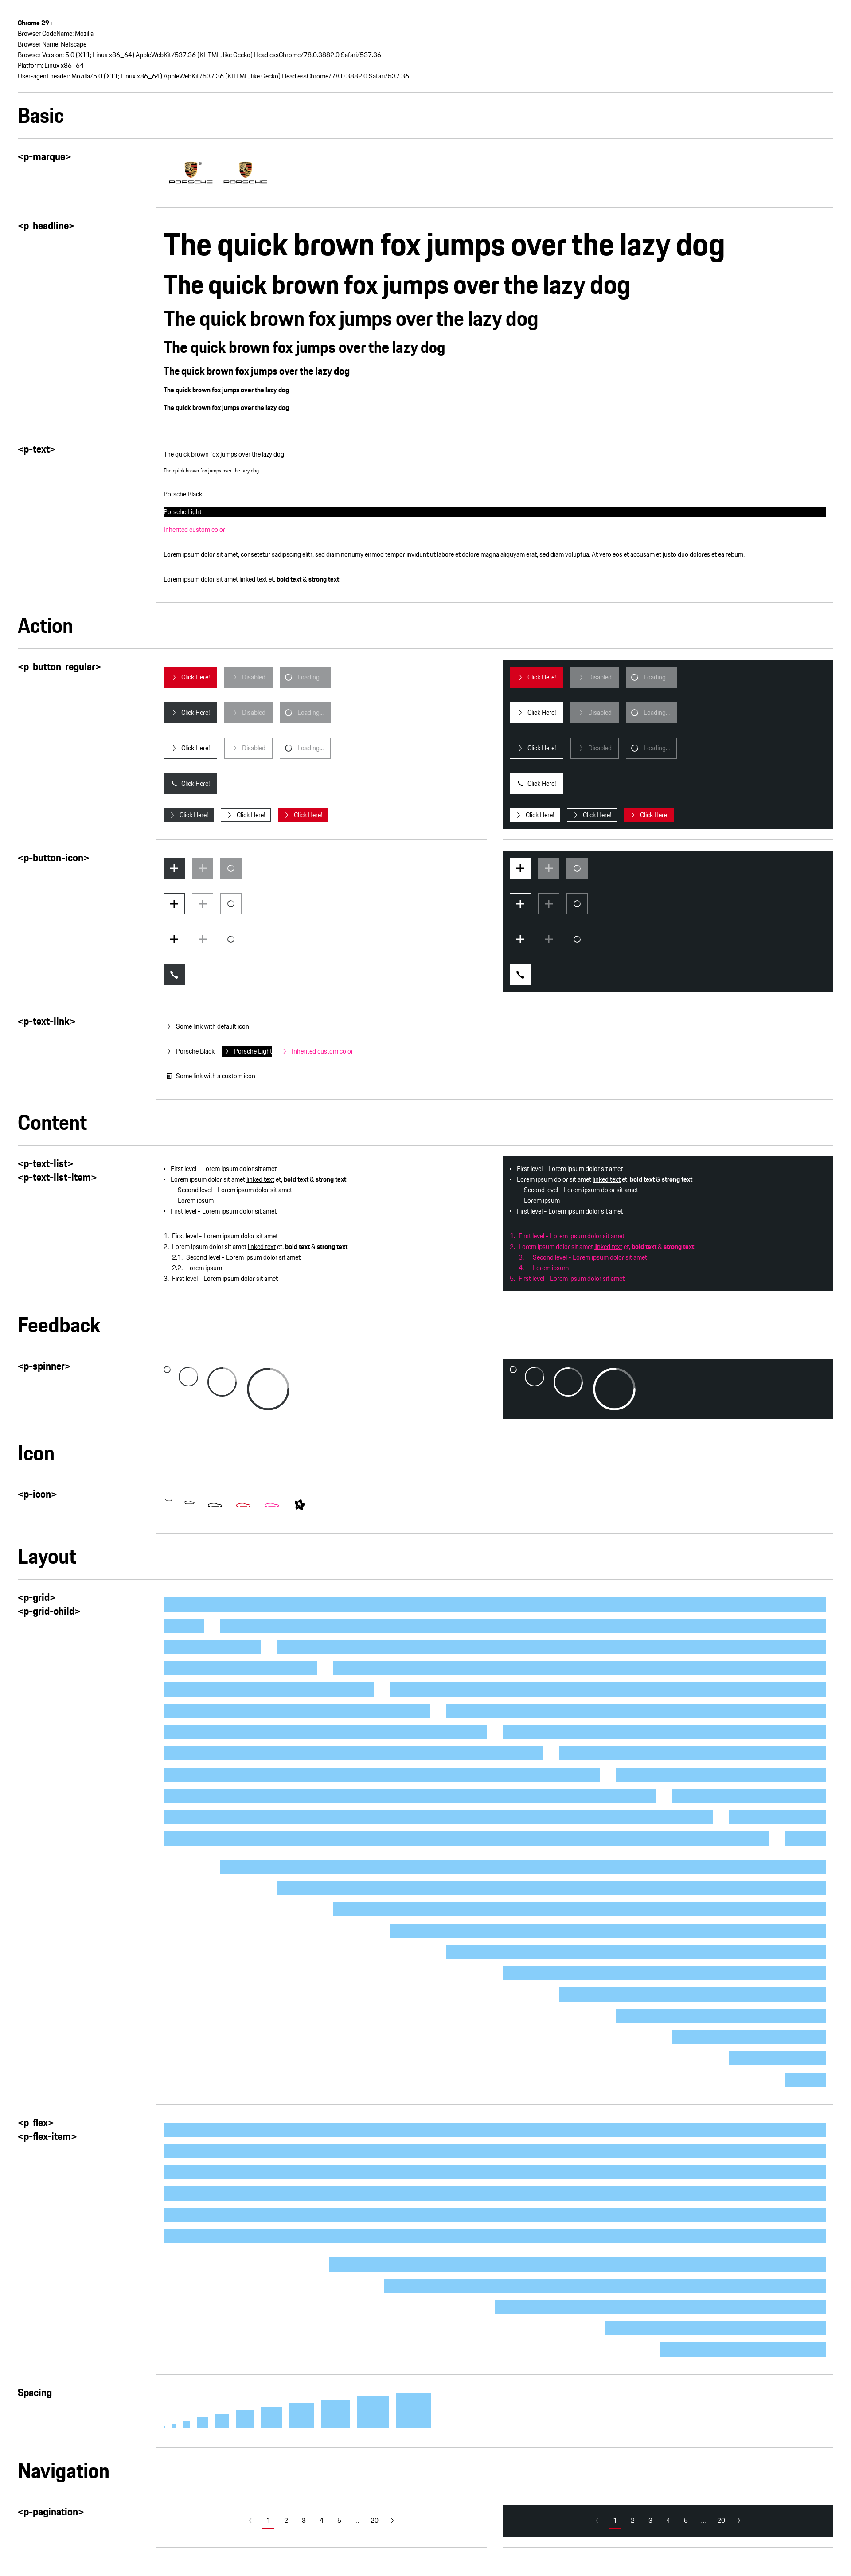 Chrome 29+
Browser CodeName: Mozilla
Browser Name: Netscape
Browser Version: 5.0 (X11; Linux x86_64) AppleWebKit/537.36 (KHTML, like Gecko) HeadlessChrome/78.0.3882.0 Safari/537.36
Platform: Linux x86_64
User-agent header: Mozilla/5.0 (X11; Linux x86_64) AppleWebKit/537.36 (KHTML, like Gecko) HeadlessChrome/78.0.3882.0 Safari/537.36
Basic
<p-marque>
PORSCHE PORSCHE
<p-headline>
The quick brown fox jumps over the lazy dog
The quick brown fox jumps over the lazy dog
The quick brown fox jumps over the lazy dog
The quick brown fox jumps over the lazy dog
The quick brown fox jumps over the lazy dog
The quick brown fox jumps over the lazy dog
The quick brown fox jumps over the lazy dog
<p-text>
The quick brown fox jumps over the lazy dog
The quick brown fox jumps over the lazy dog
Porsche Black
Porsche Light
Inherited custom color
Lorem ipsum dolor sit amet, consetetur sadipscing elitr, sed diam nonumy eirmod tempor invidunt ut labore et dolore magna aliquyam erat, sed diam voluptua. At vero eos et accusam et justo duo dolores et ea rebum.
Lorem ipsum dolor sit amet linked text et, bold text & strong text
Action
<p-button-regular>
Click Here! Disabled Loading... Click Here! Disabled Loading...
Click Here! Disabled Loading... Click Here! Disabled Loading...
Click Here! Disabled Loading... Click Here! Disabled Loading...
Click Here! Click Here!
Click Here! Click Here! Click Here! Click Here! Click Here! Click Here!
<p-button-icon>
<p-text-link>
Some link with default icon
Porsche Black Porsche Light Inherited custom color
Some link with a custom icon
Content
<p-text-list>
<p-text-list-item>
• First level - Lorem ipsum dolor sit amet
• Lorem ipsum dolor sit amet linked text et, bold text & strong text
- Second level - Lorem ipsum dolor sit amet
- Lorem ipsum
• First level - Lorem ipsum dolor sit amet
1. First level - Lorem ipsum dolor sit amet
2. Lorem ipsum dolor sit amet linked text et, bold text & strong text
2.1. Second level - Lorem ipsum dolor sit amet
2.2. Lorem ipsum
3. First level - Lorem ipsum dolor sit amet
• First level - Lorem ipsum dolor sit amet
• Lorem ipsum dolor sit amet linked text et, bold text & strong text
- Second level - Lorem ipsum dolor sit amet
- Lorem ipsum
• First level - Lorem ipsum dolor sit amet
1. First level - Lorem ipsum dolor sit amet
2. Lorem ipsum dolor sit amet linked text et, bold text & strong text
3. Second level - Lorem ipsum dolor sit amet
4. Lorem ipsum
5. First level - Lorem ipsum dolor sit amet
Feedback
<p-spinner>
Icon
<p-icon>
Layout
<p-grid>
<p-grid-child>
<p-flex>
<p-flex-item>
Spacing
Navigation
<p-pagination>
1 2 3 4 5 ... 20 1 2 3 4 5 ... 20